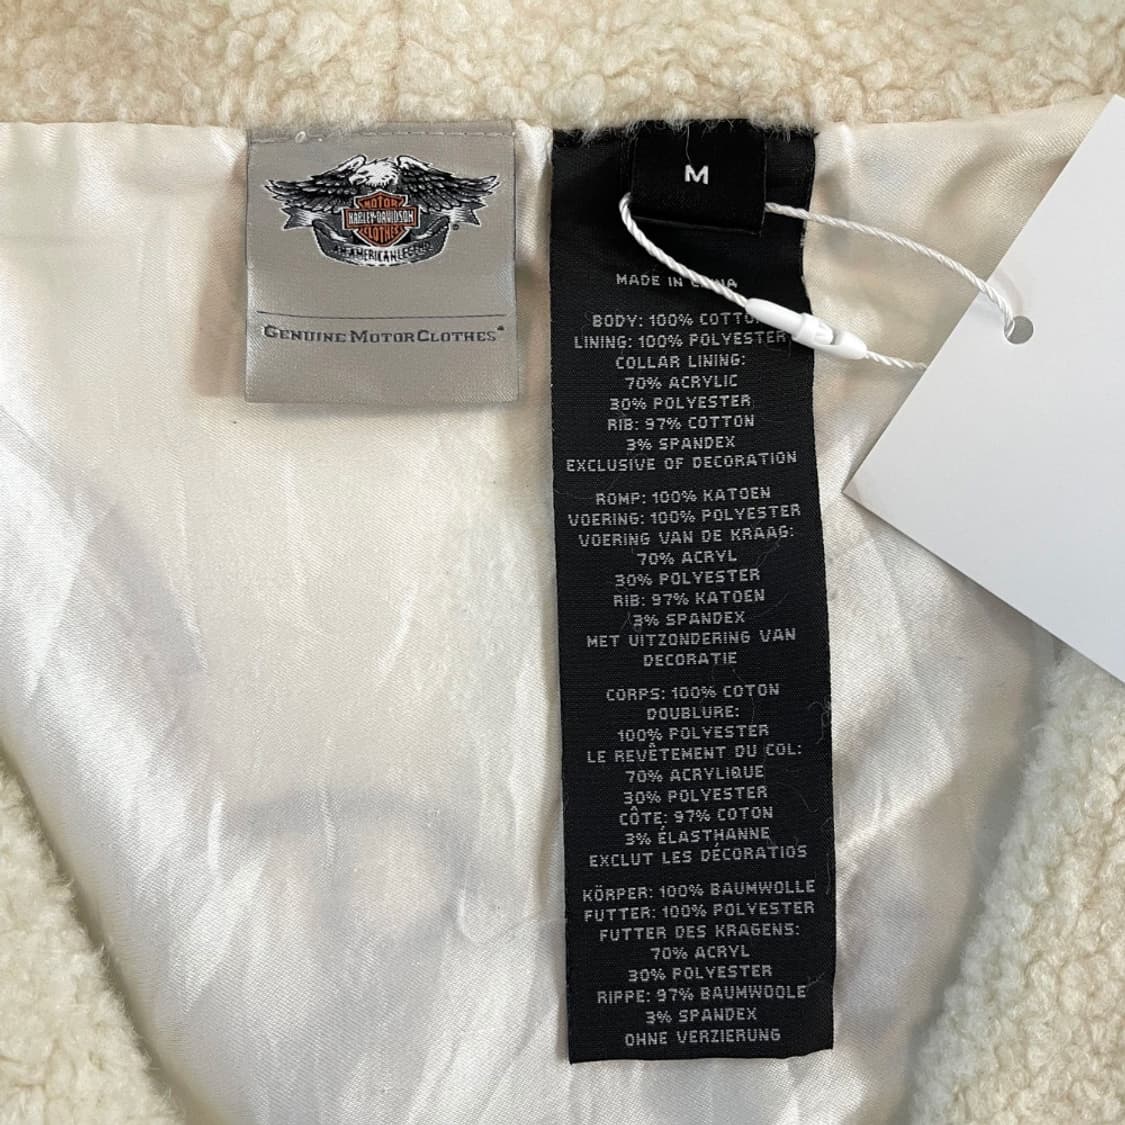 MOTOR
HARLEY-DAVIDSON
CLOTHES
AN AMERICAN LEGEND
GENUINE MOTORCLOTHES®
M
MADE IN
BODY: 100% COTTON
LINING: 100% POLYESTER
COLLAR LINING:
70% ACRYLIC
30% POLYESTER
RIB: 97% COTTON
3% SPANDEX
EXCLUSIVE OF DECORATION
ROMP: 100% KATOEN
VOERING: 100% POLYESTER
VOERING VAN DE KRAAG:
70% ACRYL
30% POLYESTER
RIB: 97% KATOEN
3% SPANDEX
MET UITZONDERING VAN
DECORATIE
CORPS: 100% COTON
DOUBLURE:
100% POLYESTER
LE REVÊTEMENT DU COL:
70% ACRYLIQUE
30% POLYESTER
CÔTE: 97% COTON
3% ÉLASTHANNE
EXCLUT LES DÉCORATIOS
KÖRPER: 100% BAUMWOLLE
FUTTER: 100% POLYESTER
FUTTER DES KRAGENS:
70% ACRYL
30% POLYESTER
RIPPE: 97% BAUMWOOLE
3% SPANDEX
OHNE VERZIERUNG